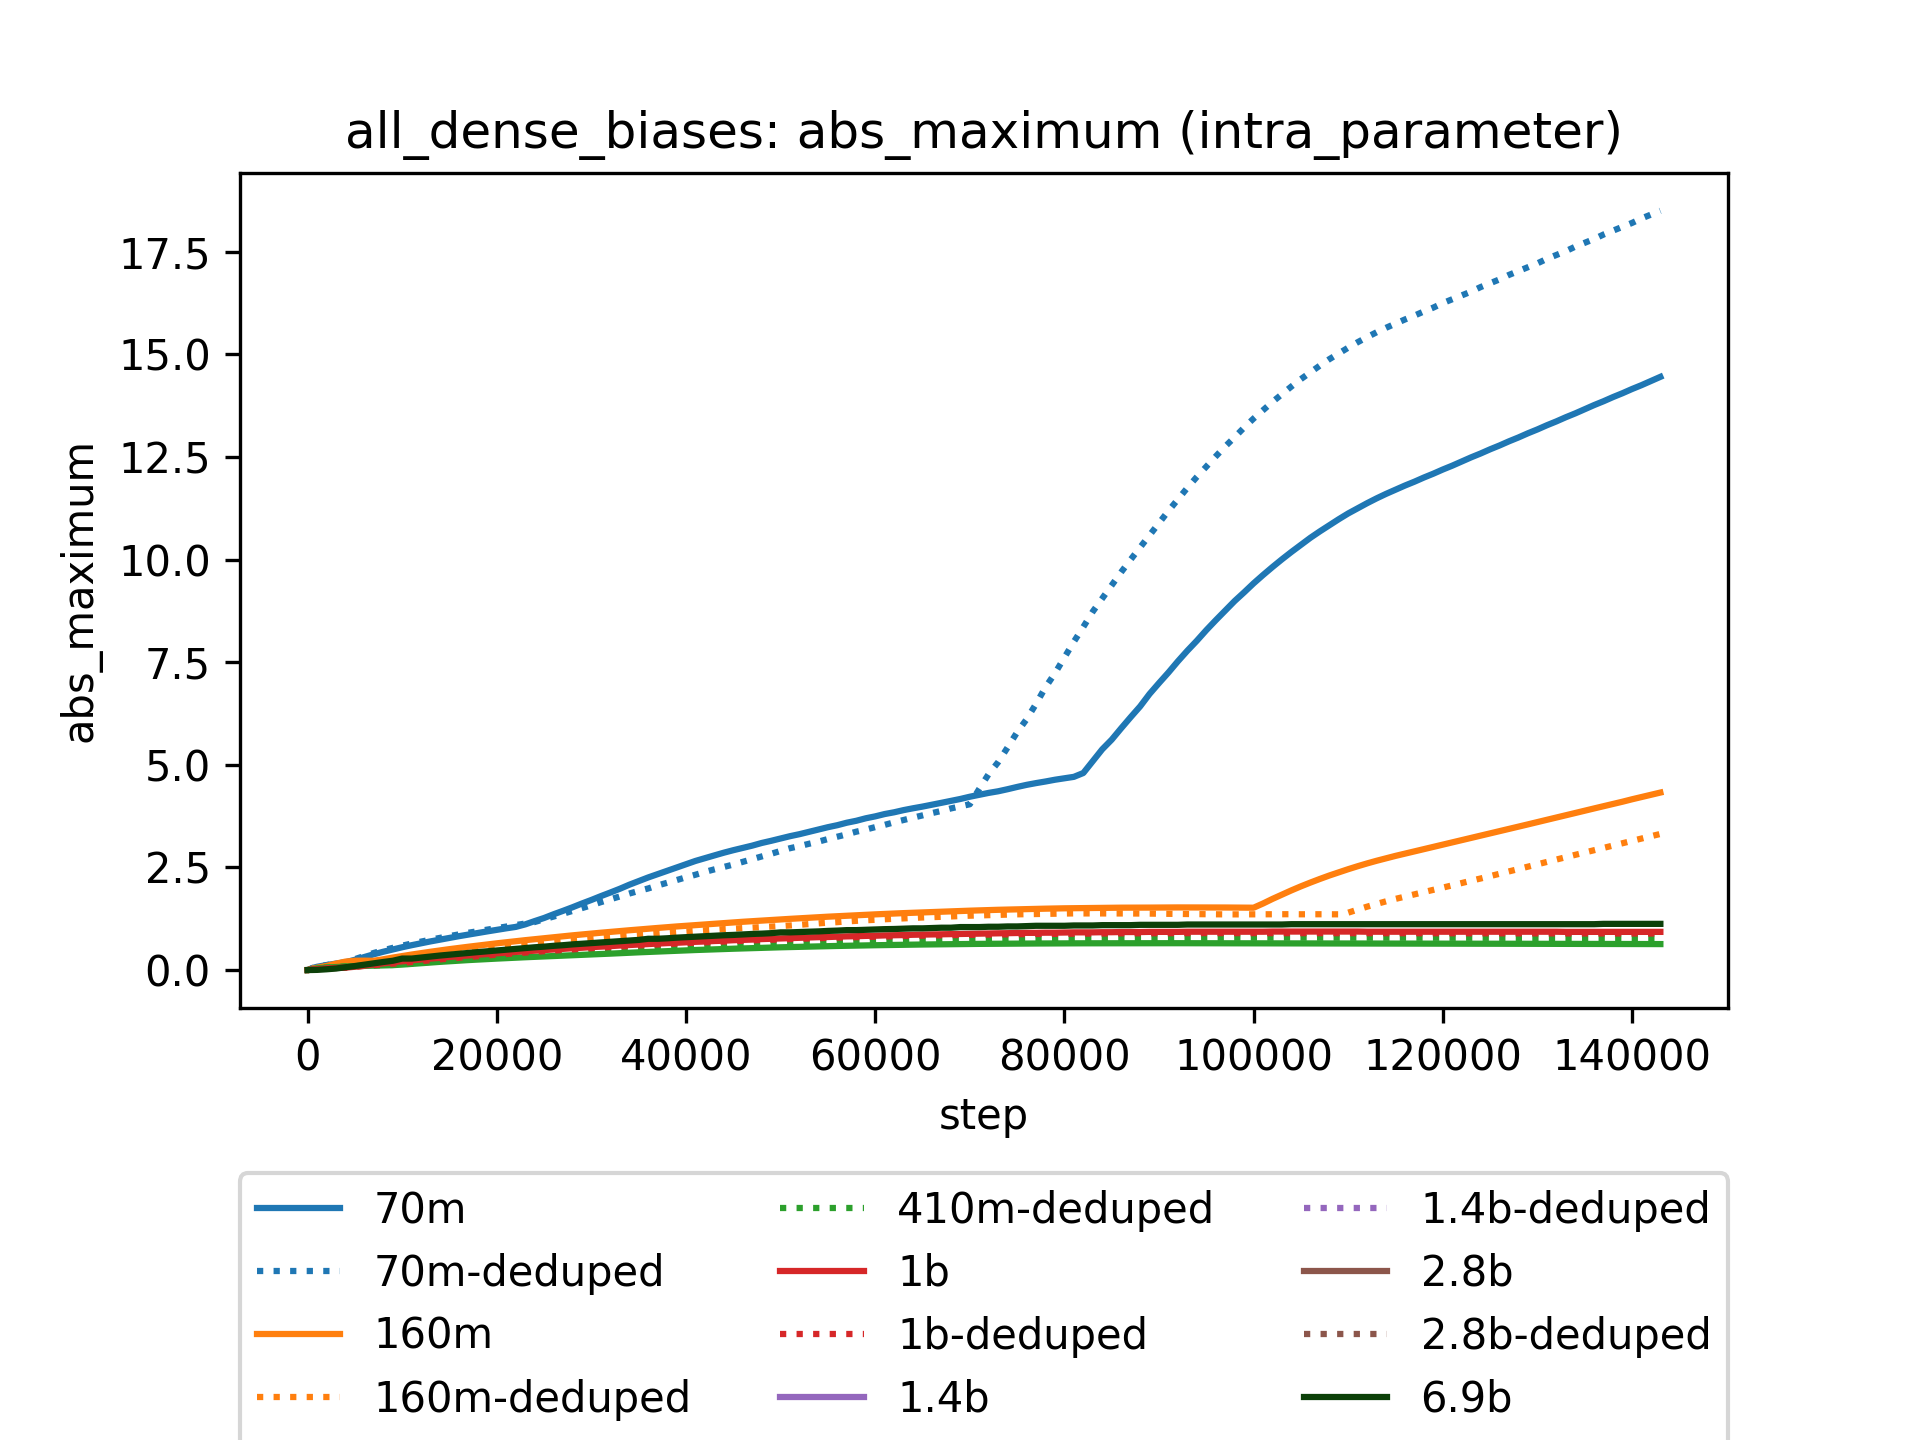 all_dense_biases: abs_maximum (intra_parameter)
17.5
15.0
12.5
10.0
7.5
5.0
2.5
0.0
abs_maximum
0 20000 40000 60000 80000 100000 120000 140000
step
70m
70m-deduped
160m
160m-deduped
410m-deduped
1b
1b-deduped
1.4b
1.4b-deduped
2.8b
2.8b-deduped
6.9b